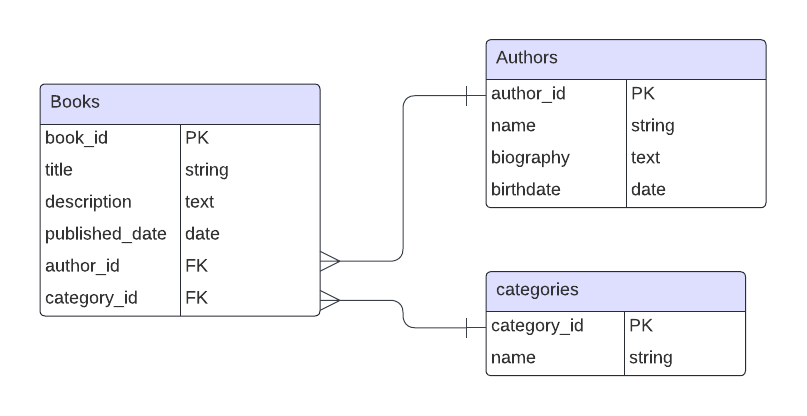 Books
book_id PK
title string
description text
published_date date
author_id FK
category_id FK
Authors
author_id PK
name string
biography text
birthdate date
categories
category_id PK
name string